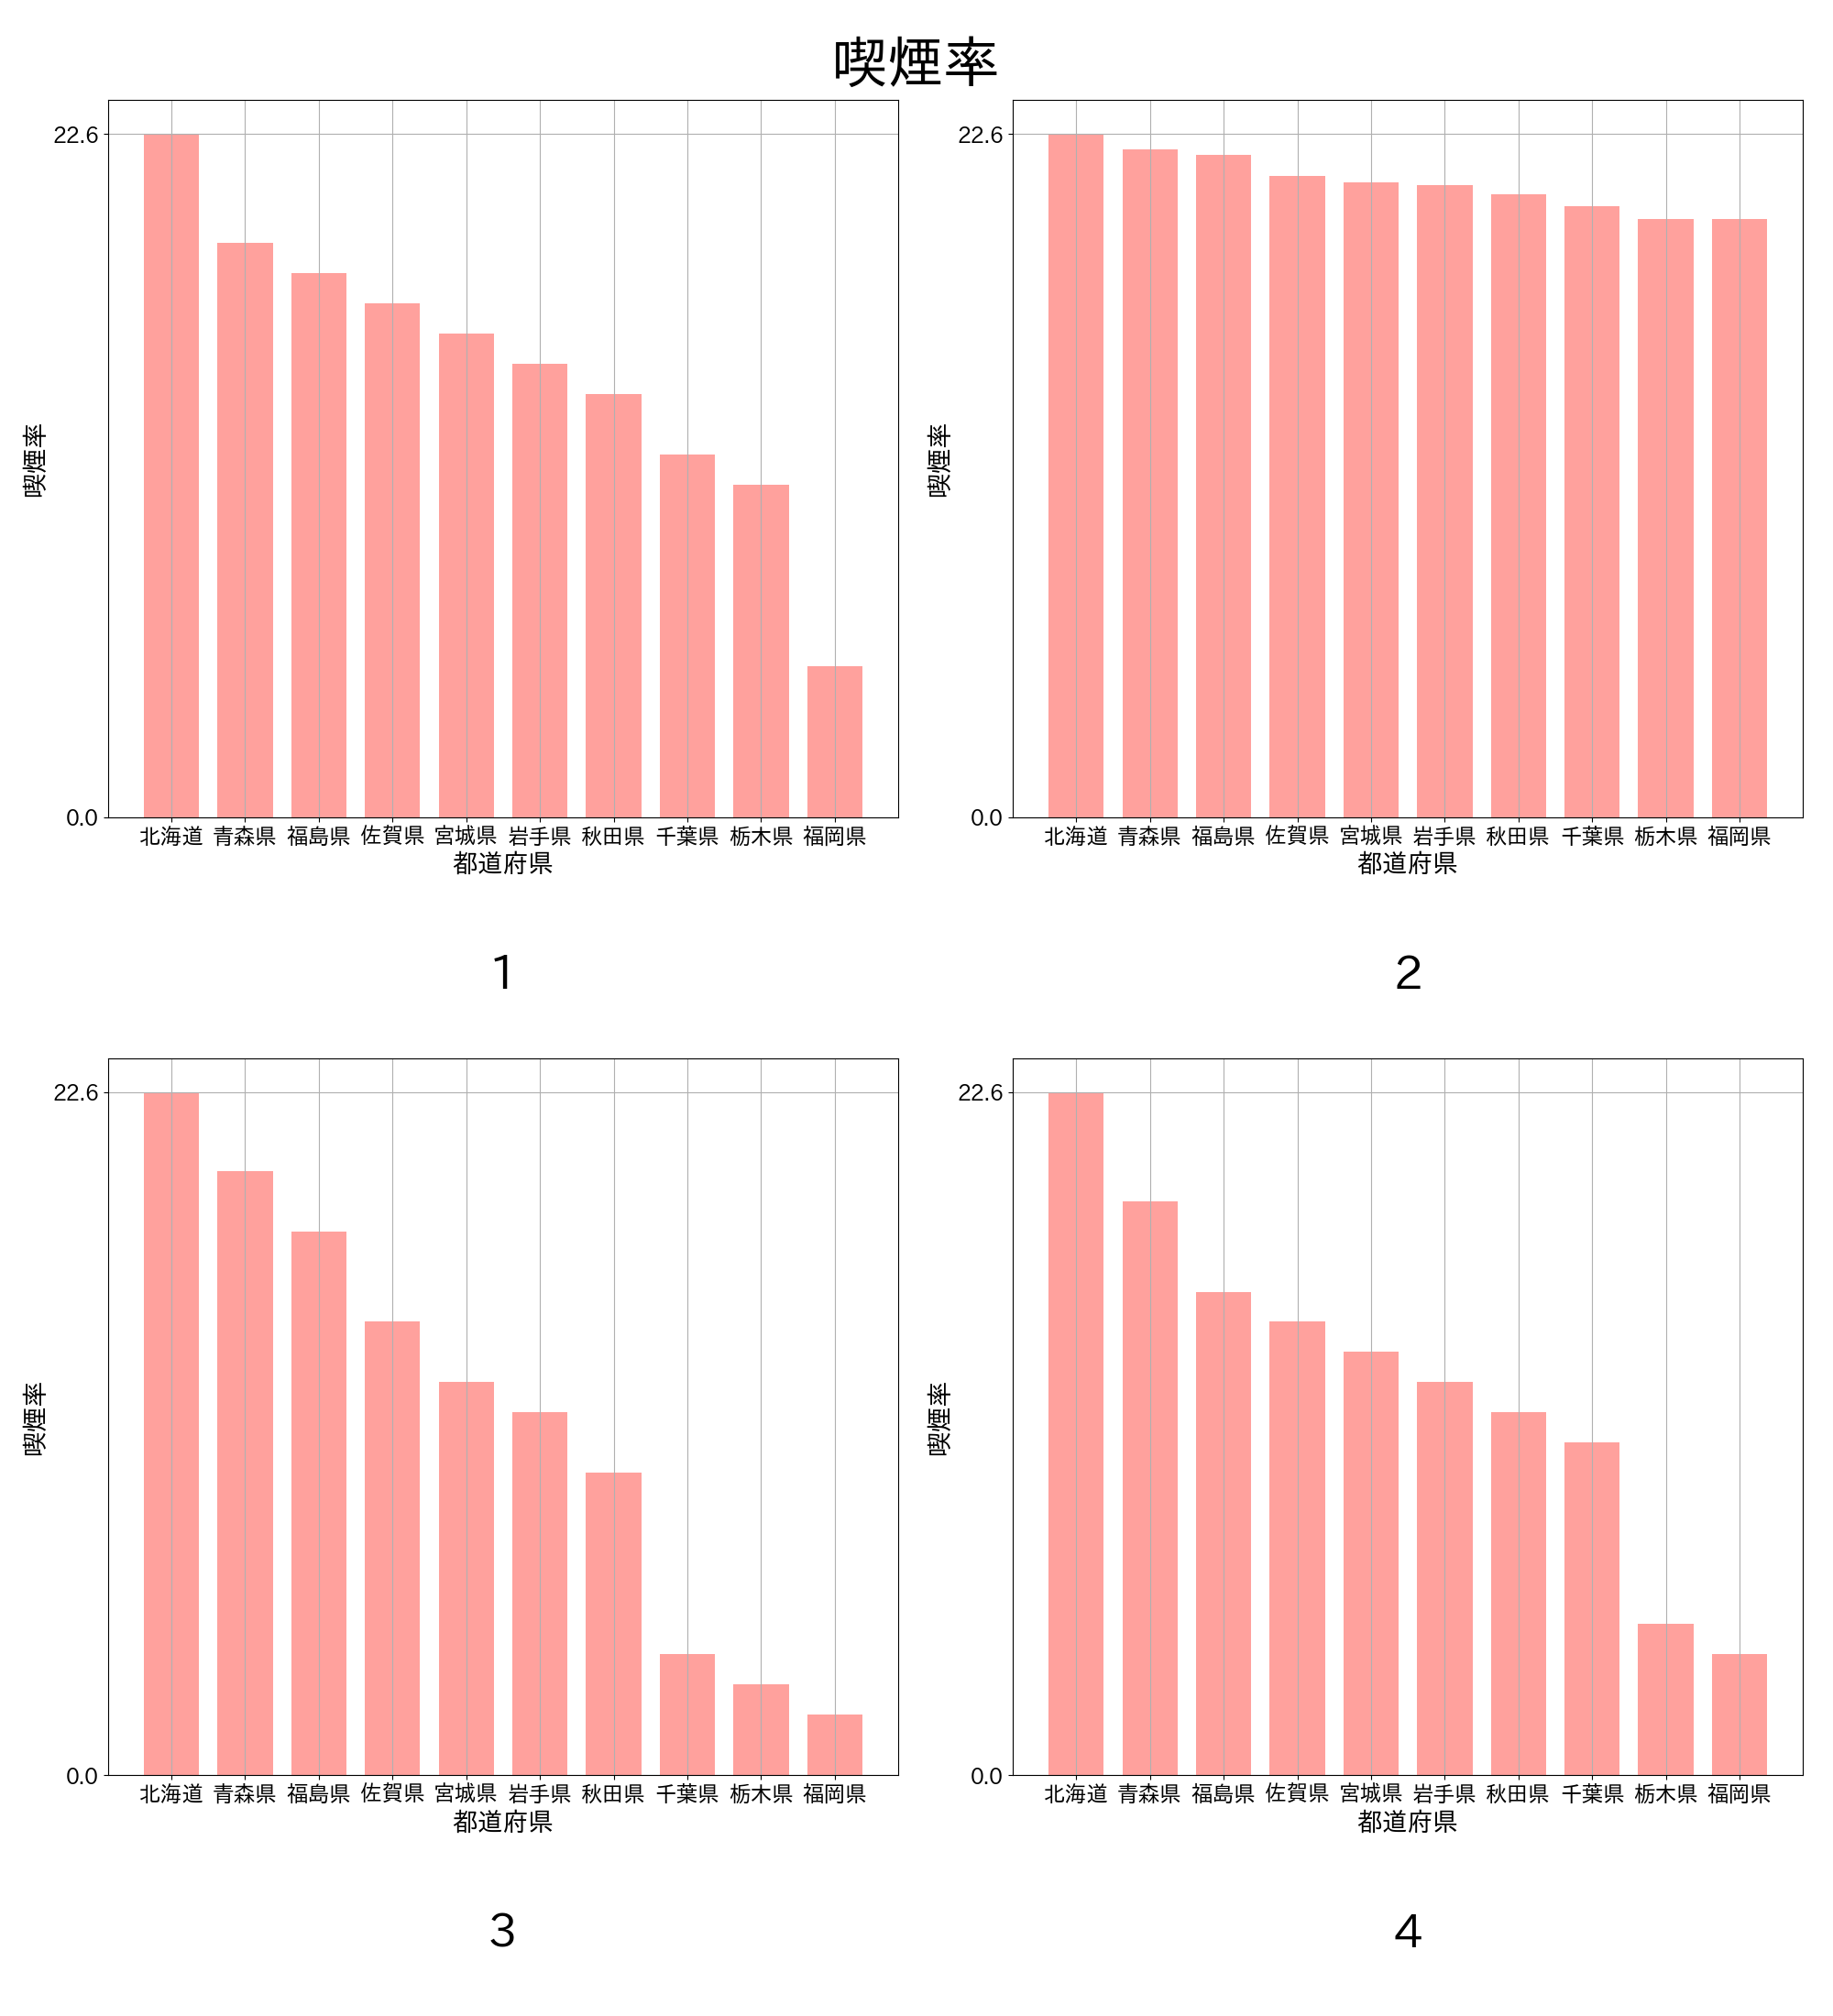 喫煙率
22.6
喫煙率
0.0
北海道 青森県 福島県 佐賀県 宮城県 岩手県 秋田県 千葉県 栃木県 福岡県
都道府県
1
22.6
喫煙率
0.0
北海道 青森県 福島県 佐賀県 宮城県 岩手県 秋田県 千葉県 栃木県 福岡県
都道府県
2
22.6
喫煙率
0.0
北海道 青森県 福島県 佐賀県 宮城県 岩手県 秋田県 千葉県 栃木県 福岡県
都道府県
3
22.6
喫煙率
0.0
北海道 青森県 福島県 佐賀県 宮城県 岩手県 秋田県 千葉県 栃木県 福岡県
都道府県
4